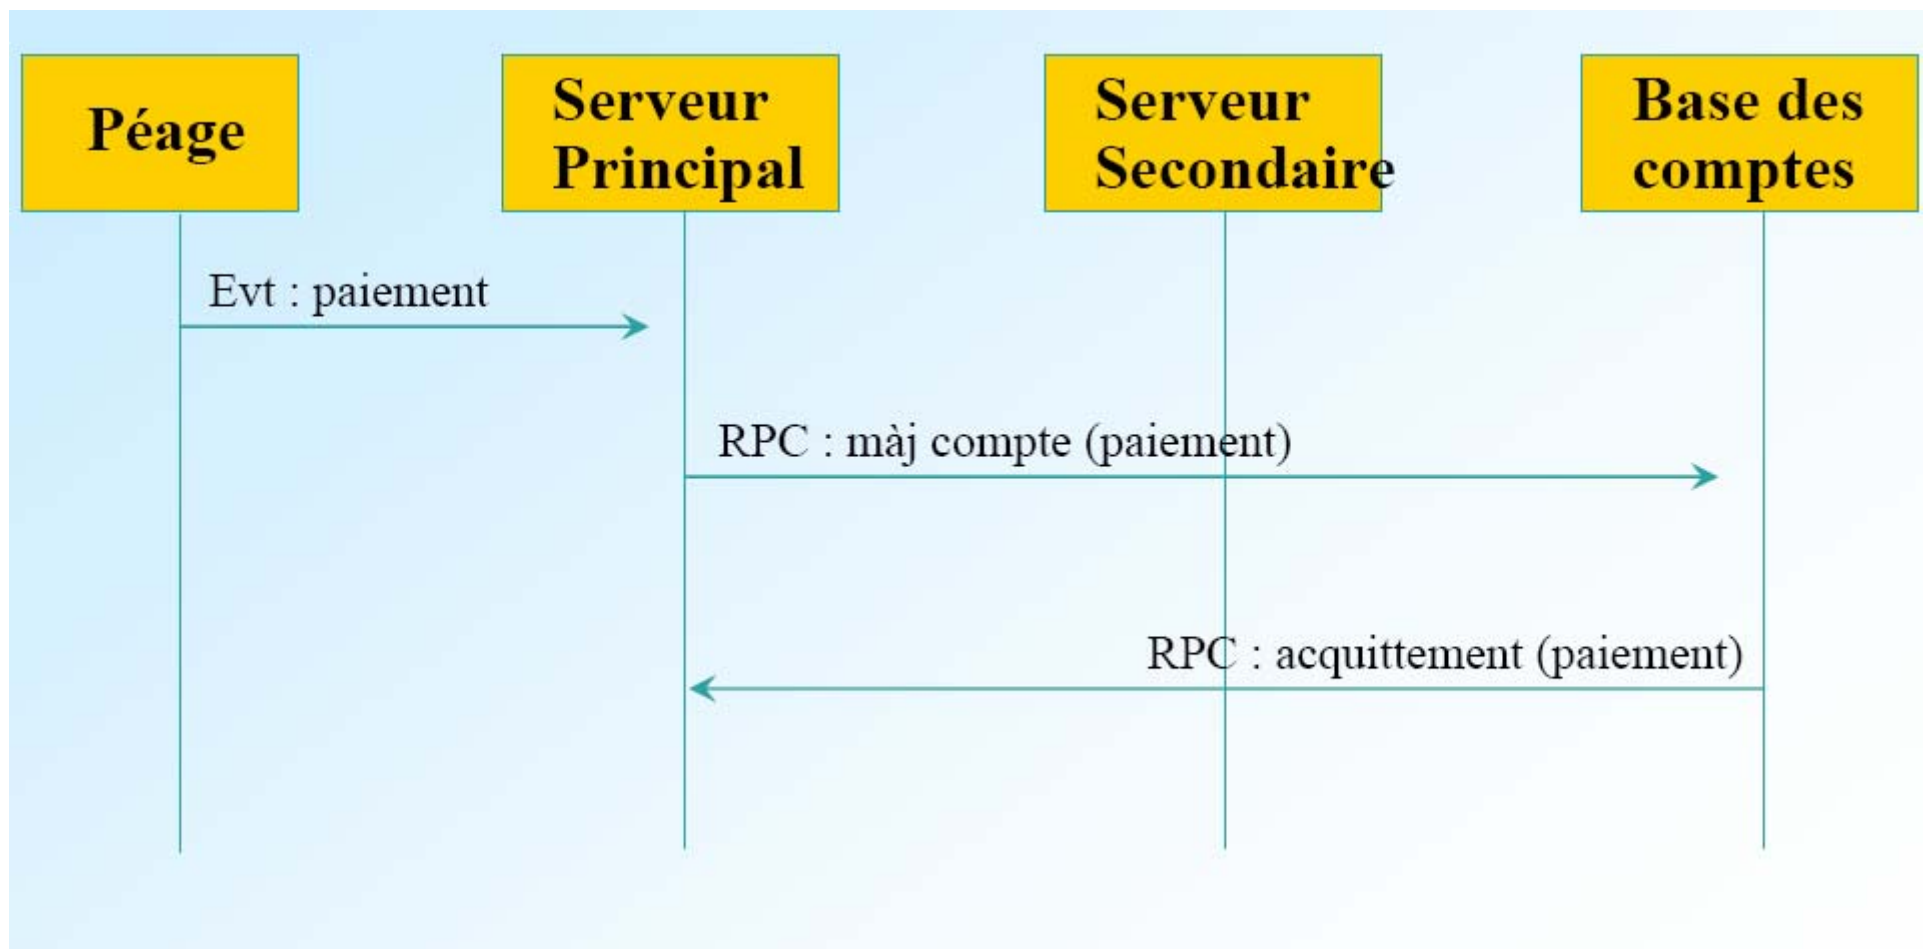 Péage
Serveur
Principal
Serveur
Secondaire
Base des
comptes
Evt : paiement
RPC : màj compte (paiement)
RPC : acquittement (paiement)